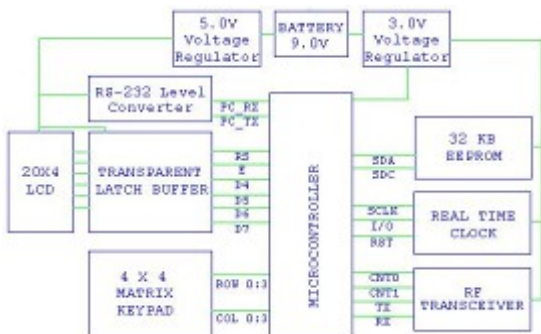 5.0V
Voltage
Regulator
BATTERY
9.0V
3.0V
Voltage
Regulator
RS-232 Level
Converter
PC_RX
PC_TX
20X4
LCD
TRANSPARENT
LATCH BUFFER
RS
E
D4
D5
D6
D7
4 X 4
MATRIX
KEYPAD
ROW 0:3
COL 0:3
MICROCONTROLLER
SDA
SDC
32 KB
EEPROM
SCLK
I/O
RST
REAL TIME
CLOCK
CNT0
CNT1
TX
RX
RF
TRANSCEIVER